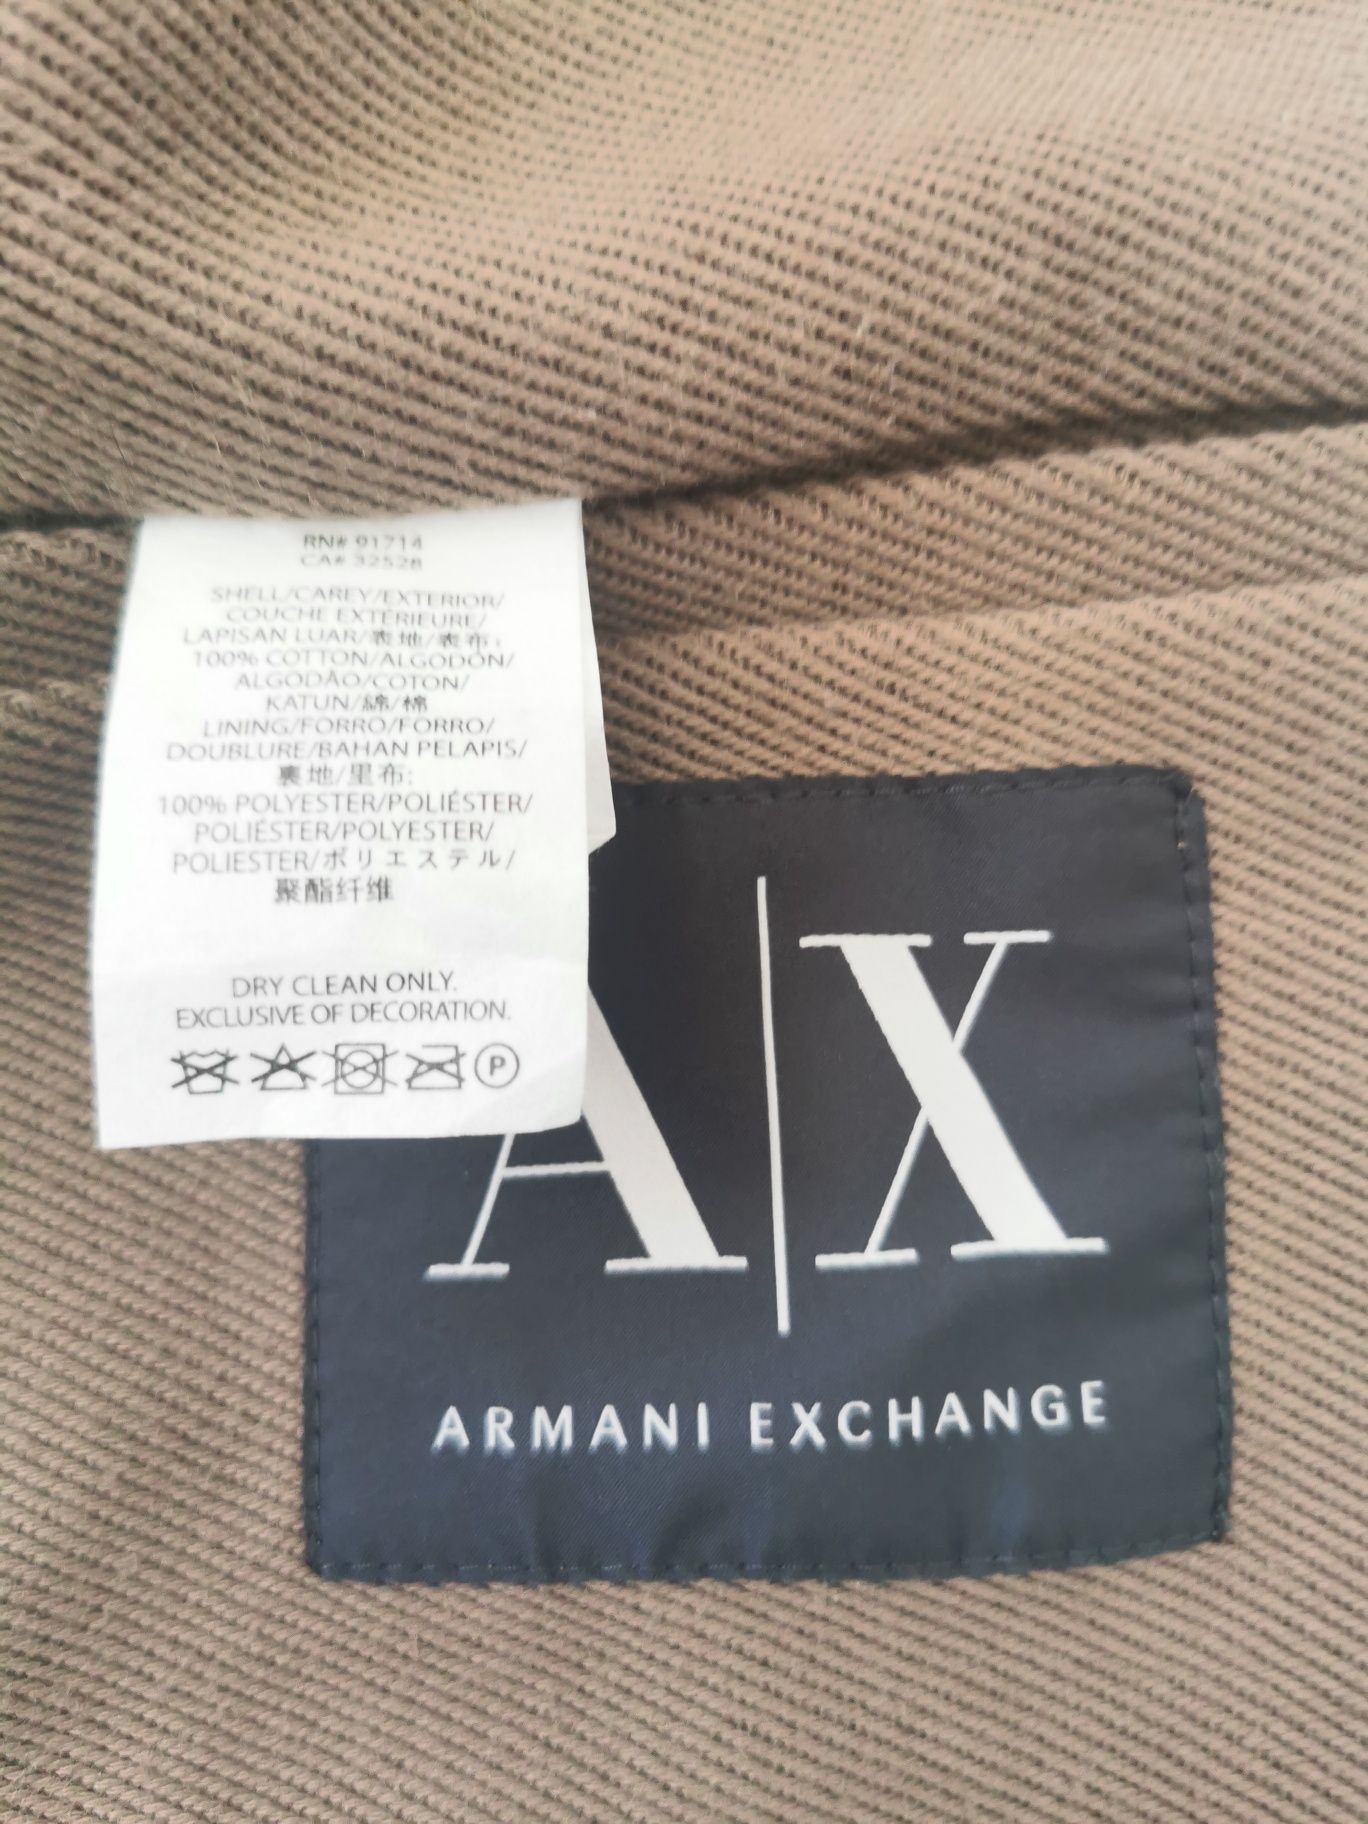 RN# 91714
CA# 32528
SHELL/CAREY/EXTERIOR/
COUCHE EXTÉRIEURE/
LAPISAN LUAR/表地/表布:
100% COTTON/ALGODÓN/
ALGODÃO/COTON/
KATUN/綿/棉
LINING/FORRO/FORRO/
DOUBLURE/BAHAN PELAPIS/
裏地/里布:
100% POLYESTER/POLIÉSTER/
POLIÉSTER/POLYESTER/
POLIESTER/ポリエステル/
聚酯纤维
DRY CLEAN ONLY.
EXCLUSIVE OF DECORATION.
P
A|X
ARMANI EXCHANGE